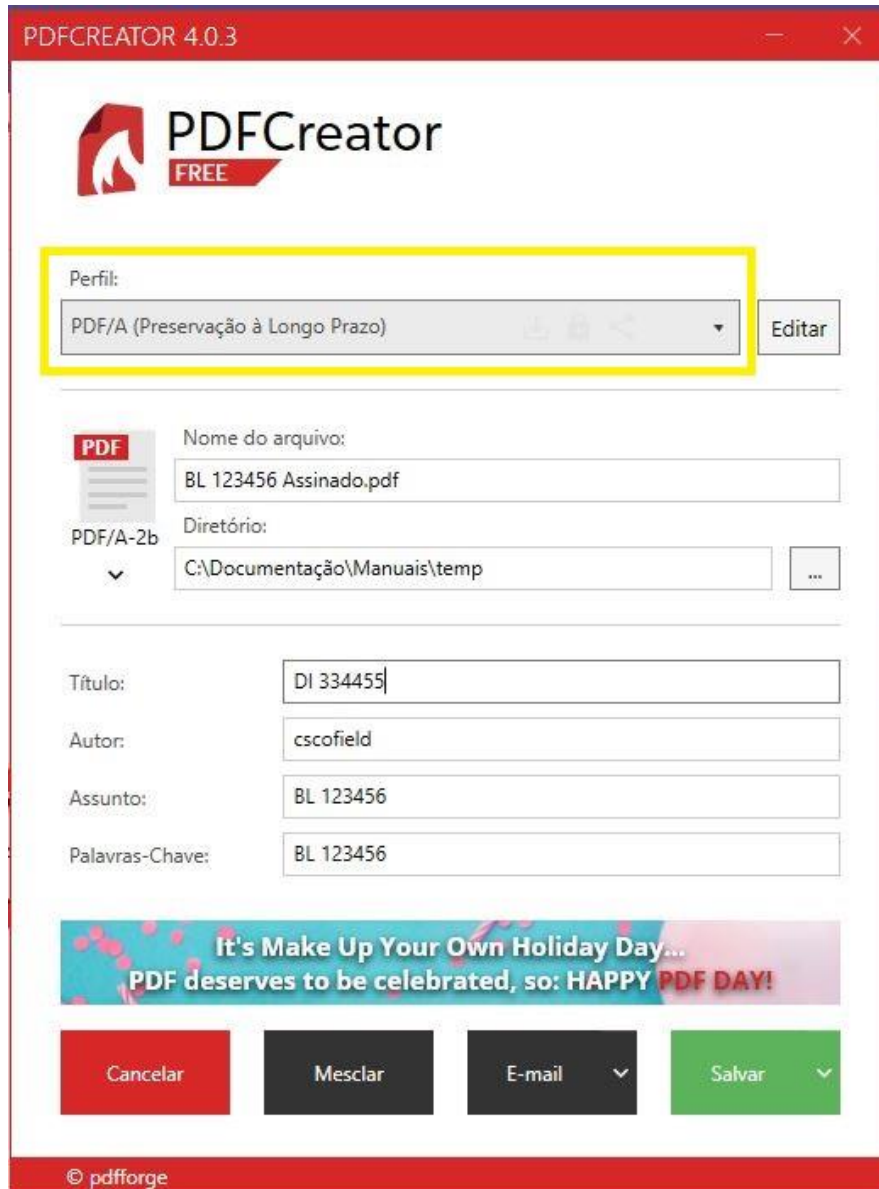 PDFCREATOR 4.0.3
PDFCreator
FREE
Perfil:
PDF/A (Preservação à Longo Prazo)
Editar
PDF
PDF/A-2b
Nome do arquivo:
BL 123456 Assinado.pdf
Diretório:
C:\Documentação\Manuais\temp
...
Título:
DI 334455
Autor:
cscofield
Assunto:
BL 123456
Palavras-Chave:
BL 123456
It's Make Up Your Own Holiday Day...
PDF deserves to be celebrated, so: HAPPY PDF DAY!
Cancelar
Mesclar
E-mail
Salvar
© pdfforge